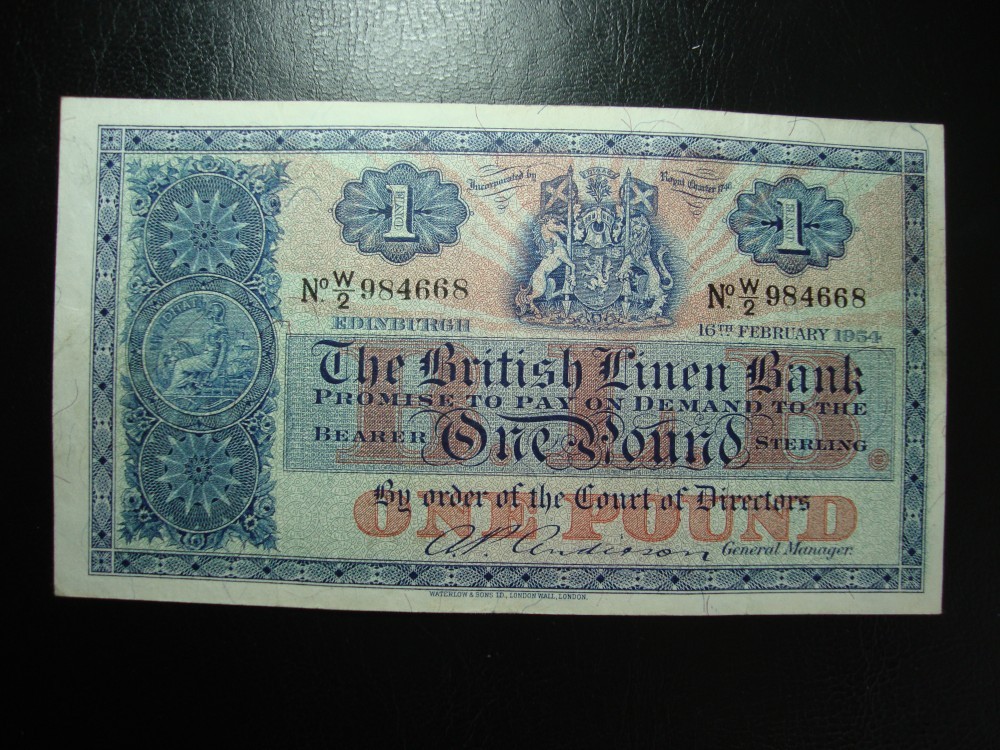 Incorporated by Royal Charter 1746
1 1
No. W/2 984668 No. W/2 984668
EDINBURGH 16TH FEBRUARY 1954
The British Linen Bank
PROMISE TO PAY ON DEMAND TO THE
BEARER One Pound STERLING
By order of the Court of Directors
ONE POUND
A.P. Anderson General Manager.
WATERLOW & SONS LD., LONDON WALL, LONDON.